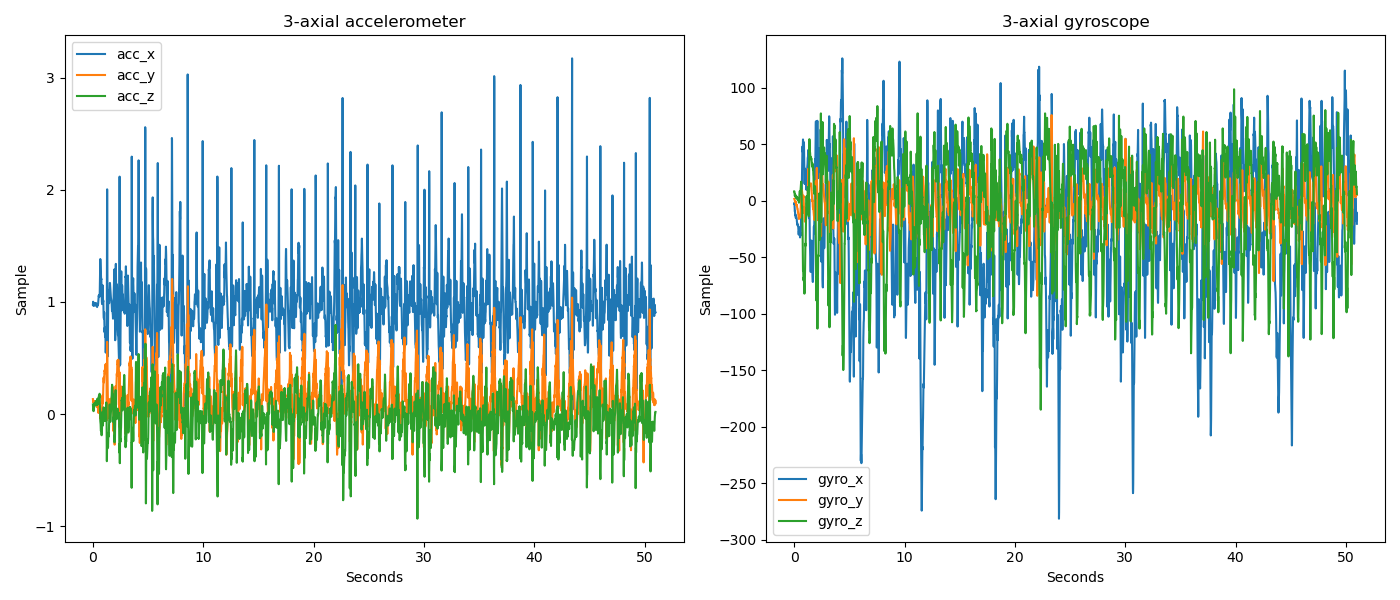 3-axial accelerometer
acc_x
acc_y
acc_z
3
2
1
0
−1
Sample
0
10
20
30
40
50
Seconds
3-axial gyroscope
100
50
0
−50
−100
−150
−200
−250
−300
Sample
gyro_x
gyro_y
gyro_z
0
10
20
30
40
50
Seconds